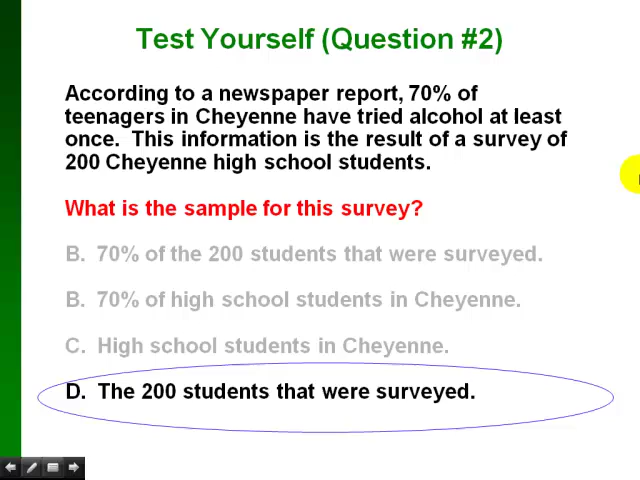 Test Yourself (Question #2)
According to a newspaper report, 70% of
teenagers in Cheyenne have tried alcohol at least
once.  This information is the result of a survey of
200 Cheyenne high school students.
What is the sample for this survey?
B.  70% of the 200 students that were surveyed.
B.  70% of high school students in Cheyenne.
C.  High school students in Cheyenne.
D.  The 200 students that were surveyed.